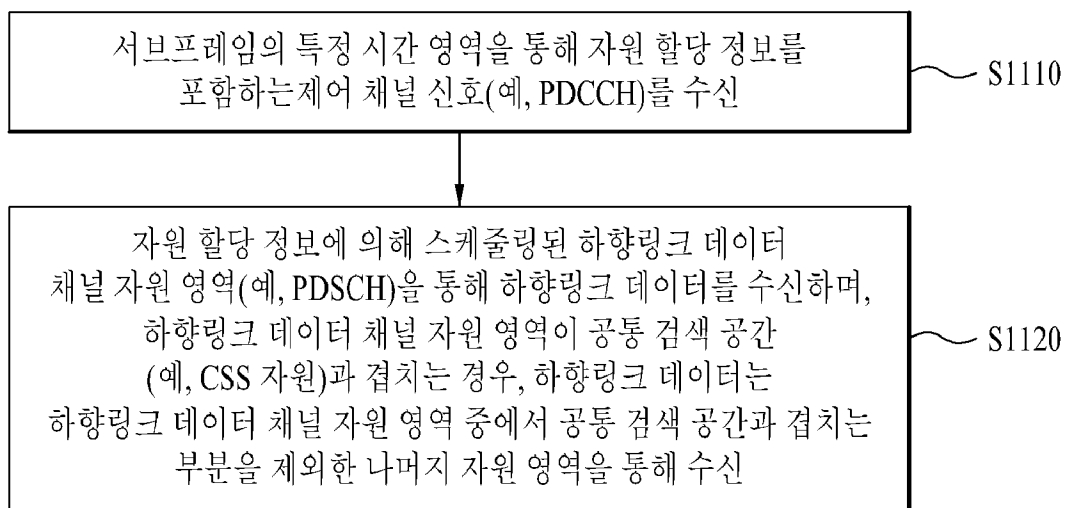 서브프레임의 특정 시간 영역을 통해 자원 할당 정보를
포함하는제어 채널 신호(예, PDCCH)를 수신
S1110
자원 할당 정보에 의해 스케줄링된 하향링크 데이터
채널 자원 영역(예, PDSCH)을 통해 하향링크 데이터를 수신하며,
하향링크 데이터 채널 자원 영역이 공통 검색 공간
(예, CSS 자원)과 겹치는 경우, 하향링크 데이터는
하향링크 데이터 채널 자원 영역 중에서 공통 검색 공간과 겹치는
부분을 제외한 나머지 자원 영역을 통해 수신
S1120